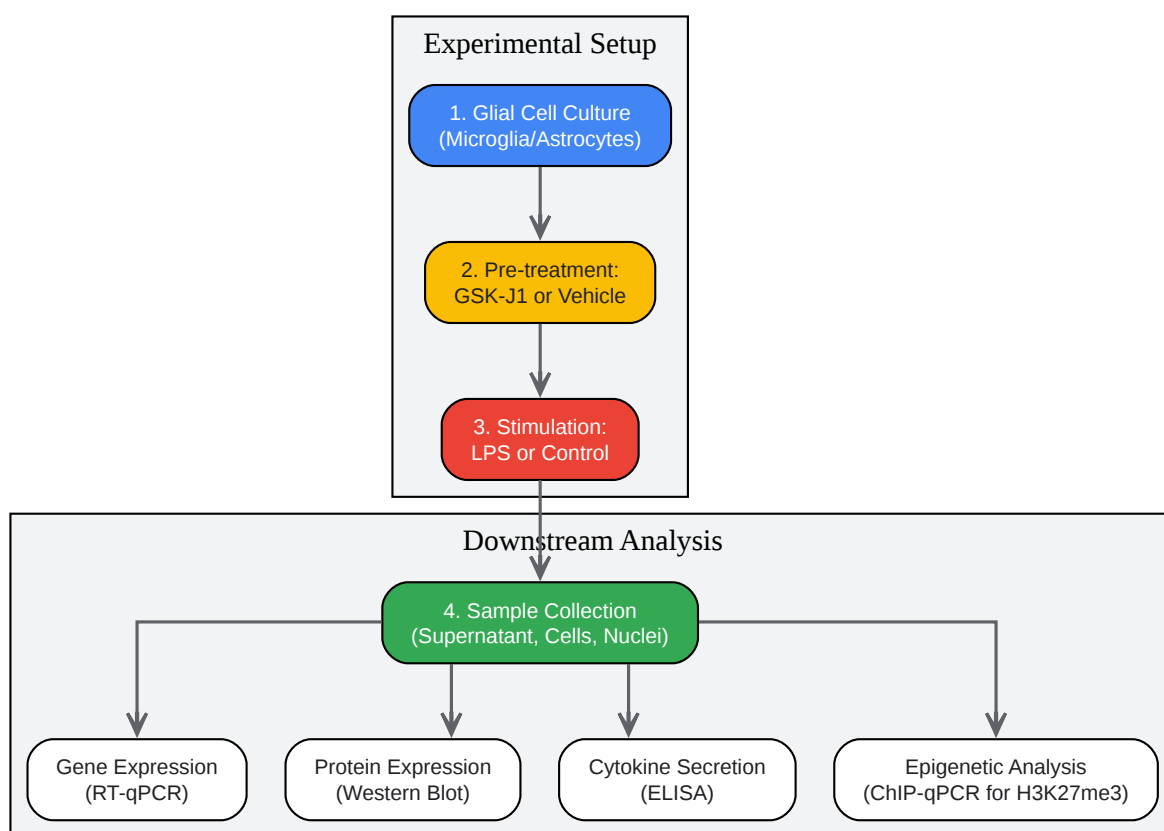 Experimental Setup
1. Glial Cell Culture
(Microglia/Astrocytes)
2. Pre-treatment:
GSK-J1 or Vehicle
3. Stimulation:
LPS or Control
Downstream Analysis
4. Sample Collection
(Supernatant, Cells, Nuclei)
Gene Expression
(RT-qPCR)
Protein Expression
(Western Blot)
Cytokine Secretion
(ELISA)
Epigenetic Analysis
(ChIP-qPCR for H3K27me3)